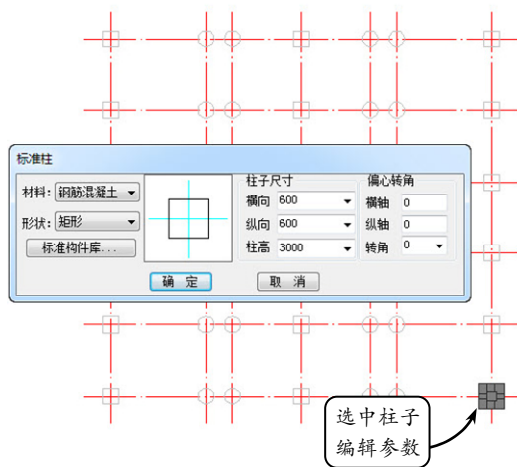 标准柱
材料: 钢筋混凝土
形状: 矩形
标准构件库...
柱子尺寸
横向 600
纵向 600
柱高 3000
偏心转角
横轴 0
纵轴 0
转角 0
确 定
取 消
选中柱子
编辑参数